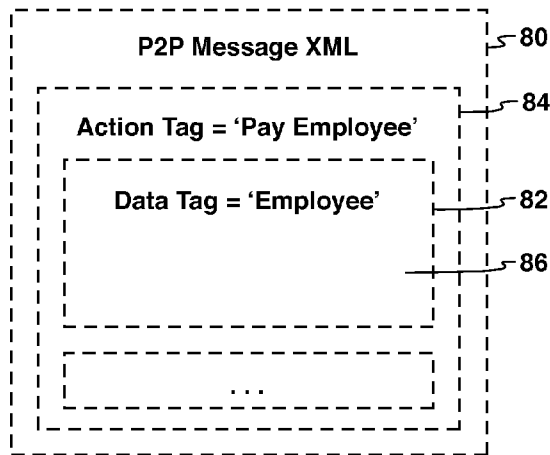 P2P Message XML
80
84
Action Tag = 'Pay Employee'
Data Tag = 'Employee'
82
86
...